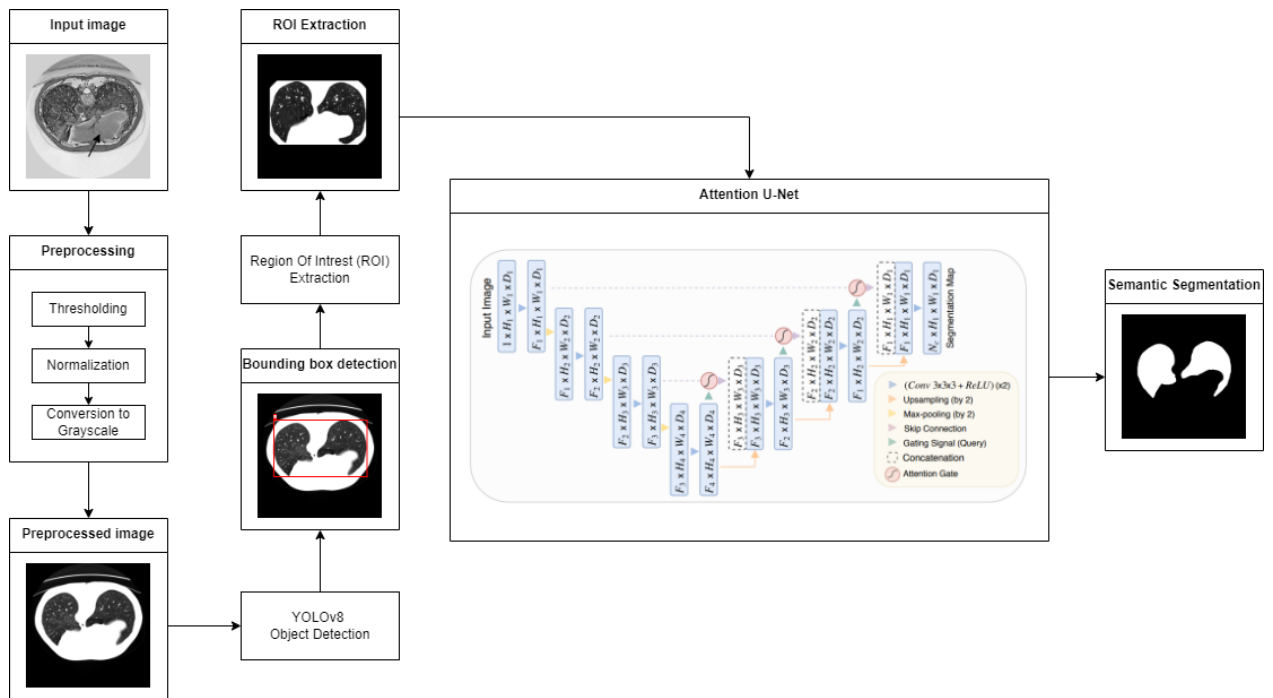 Input image
Preprocessing
Thresholding
Normalization
Conversion to
Grayscale
Preprocessed image
YOLOv8
Object Detection
Bounding box detection
Region Of Intrest (ROI)
Extraction
ROI Extraction
Attention U-Net
Input Image
1 x H₁ x W₁ x D₁
F₁ x H₁ x W₁ x D₁
F₁ x H₂ x W₂ x D₂
F₂ x H₂ x W₂ x D₂
F₂ x H₃ x W₃ x D₃
F₃ x H₃ x W₃ x D₃
F₃ x H₄ x W₄ x D₄
F₄ x H₄ x W₄ x D₄
F₃ x H₃ x W₃ x D₃
F₃ x H₃ x W₃ x D₃
F₂ x H₃ x W₃ x D₃
F₂ x H₂ x W₂ x D₂
F₂ x H₂ x W₂ x D₂
F₁ x H₂ x W₂ x D₂
F₁ x H₁ x W₁ x D₁
F₁ x H₁ x W₁ x D₁
N꜀ x H₁ x W₁ x D₁
Segmentation Map
(Conv 3x3x3 + ReLU) (x2)
Upsampling (by 2)
Max-pooling (by 2)
Skip Connection
Gating Signal (Query)
Concatenation
Attention Gate
Semantic Segmentation